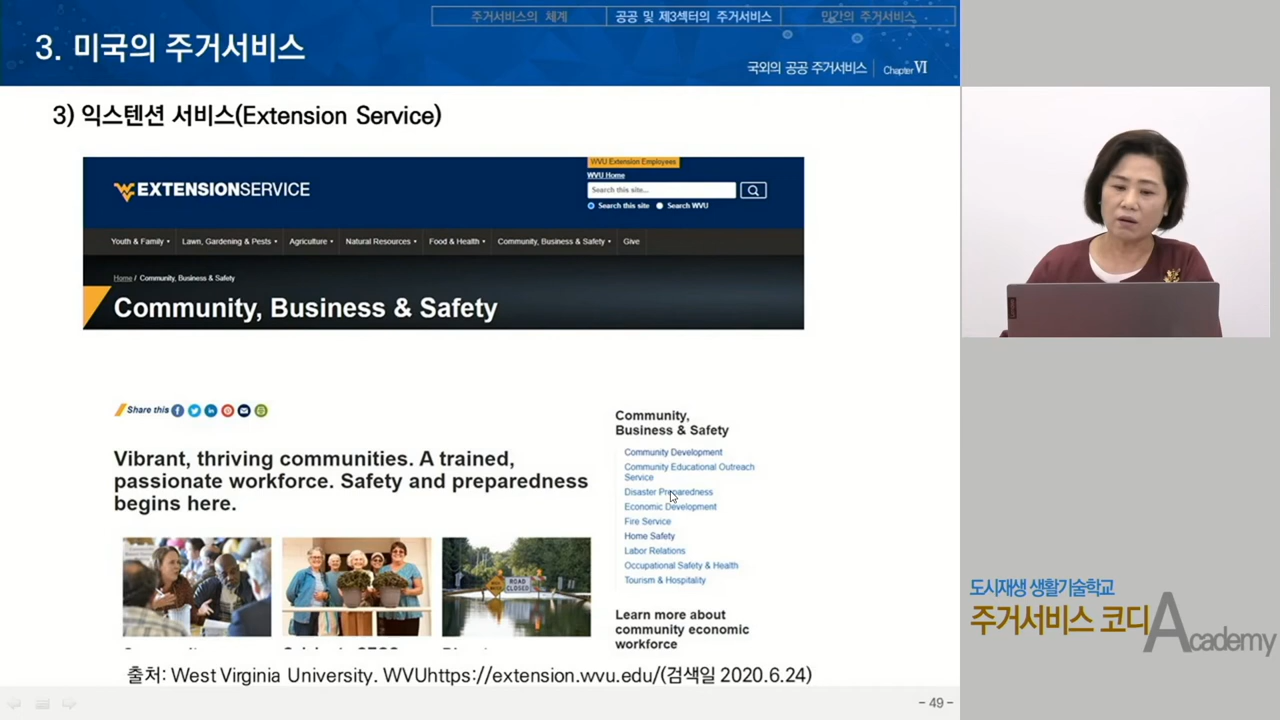 주거서비스의 체계
공공 및 제3섹터의 주거서비스
민간의 주거서비스
3. 미국의 주거서비스
국외의 공공 주거서비스
Chapter VI
3) 익스텐션 서비스(Extension Service)
WVU Extension Employees
WVU Home
EXTENSIONSERVICE
Search this site...
Search this site
Search WVU
Youth & Family
Lawn, Gardening & Pests
Agriculture
Natural Resources
Food & Health
Community, Business & Safety
Give
Home / Community, Business & Safety
Community, Business & Safety
Share this
Vibrant, thriving communities. A trained,
passionate workforce. Safety and preparedness
begins here.
Community,
Business & Safety
Community Development
Community Educational Outreach
Service
Disaster Preparedness
Economic Development
Fire Service
Home Safety
Labor Relations
Occupational Safety & Health
Tourism & Hospitality
ROAD
CLOSED
Learn more about
community economic
workforce
출처: West Virginia University. WVUhttps://extension.wvu.edu/(검색일 2020.6.24)
- 49 -
도시재생 생활기술학교
주거서비스 코디
Academy